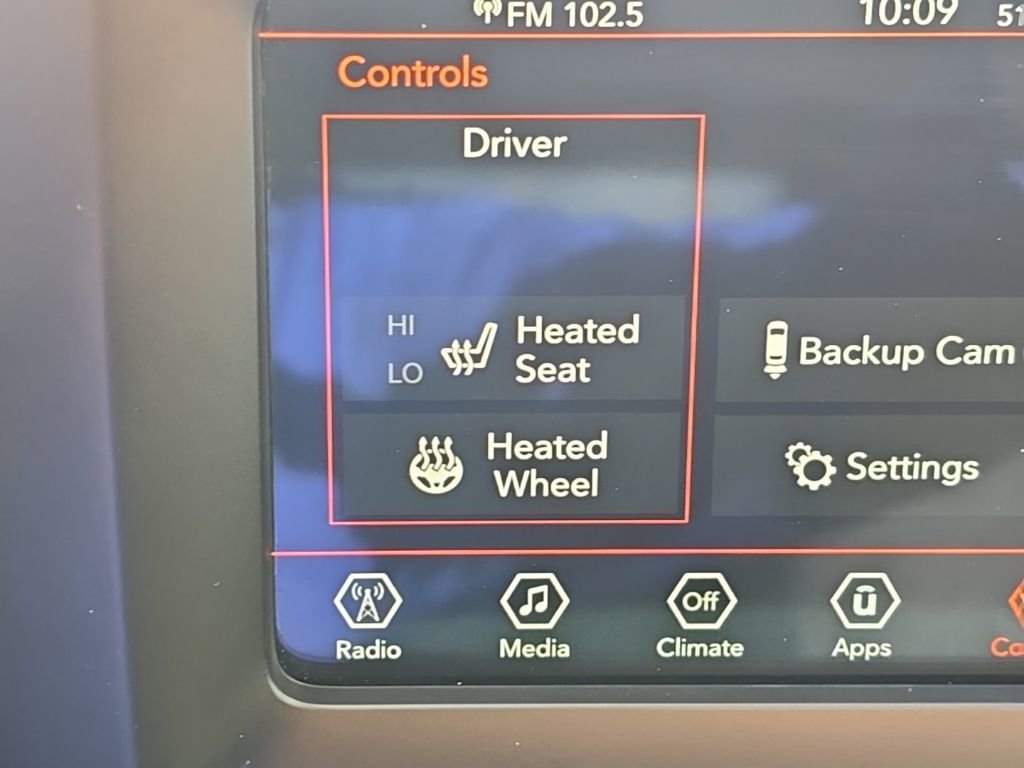 FM 102.5 10:09 51
Controls
Driver
HI
LO
Heated
Seat
Backup Cam
Heated
Wheel
Settings
Off
Radio Media Climate Apps